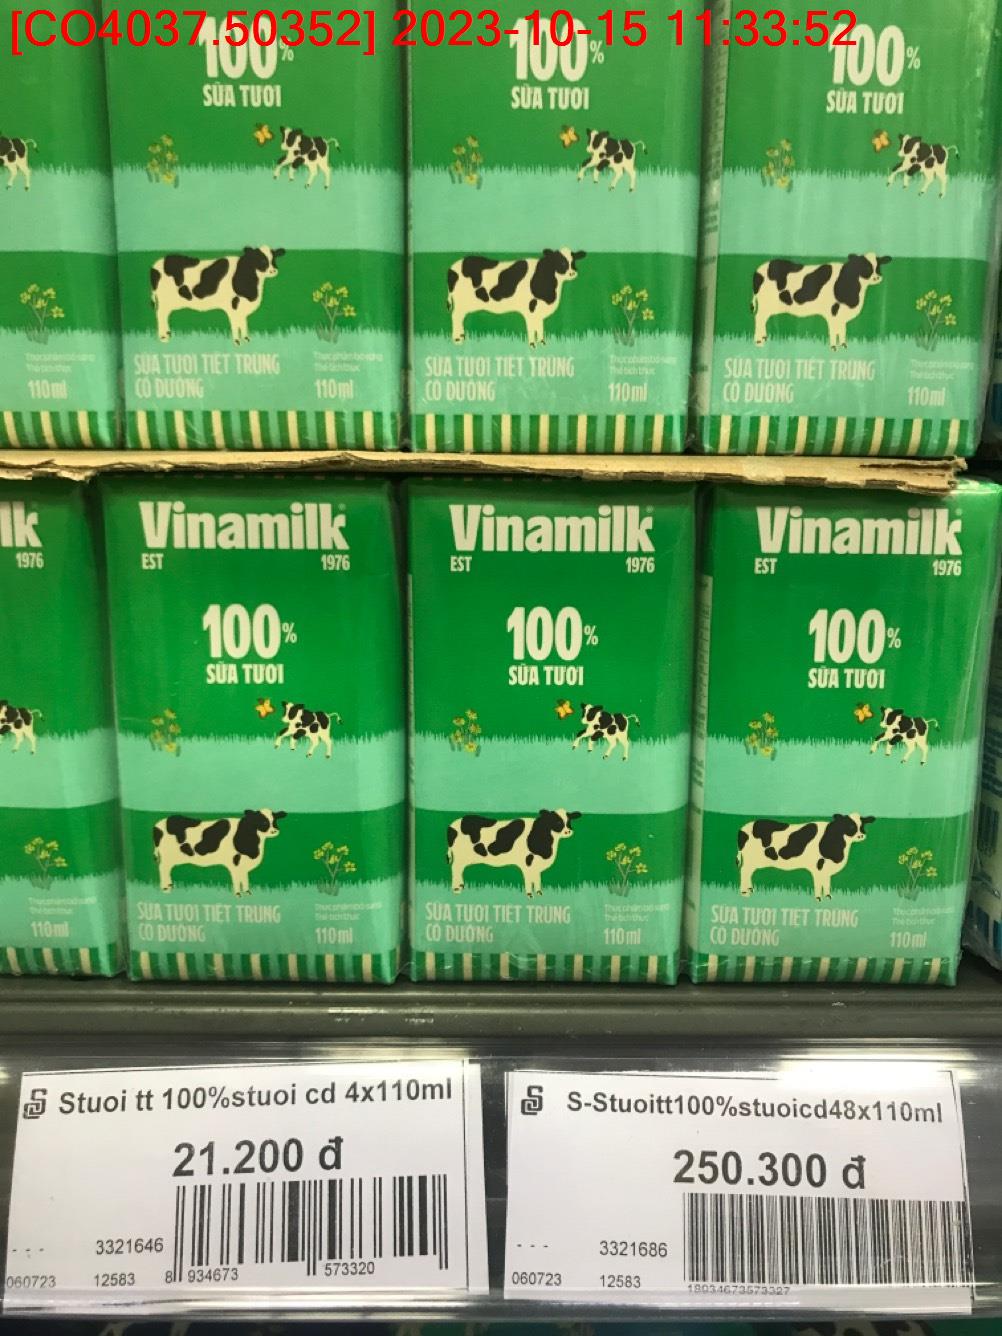 [CO4037.50352] 2023-10-15 11:33:52
100% 100% 100%
SỮA TƯƠI SỮA TƯƠI SỮA TƯƠI
SỮA TƯƠI TIỆT TRÙNG SỮA TƯƠI TIỆT TRÙNG SỮA TƯƠI TIỆT TRÙNG
110ml CÓ ĐƯỜNG 110ml CÓ ĐƯỜNG 110ml CÓ ĐƯỜNG 110ml
lk Vinamilk Vinamilk Vinamilk
1976 EST 1976 EST 1976 EST 1976
100% 100% 100%
SỮA TƯƠI SỮA TƯƠI SỮA TƯƠI
SỮA TƯƠI TIỆT TRÙNG SỮA TƯƠI TIỆT TRÙNG SỮA TƯƠI TIỆT TRÙNG
110ml CÓ ĐƯỜNG 110ml CÓ ĐƯỜNG 110ml CÓ ĐƯỜNG 110ml
Stuoi tt 100%stuoi cd 4x110ml
21.200 đ
3321646
060723 12583 8 934673 573320
S-Stuoitt100%stuoicd48x110ml
250.300 đ
3321686
060723 12583 18934673573327